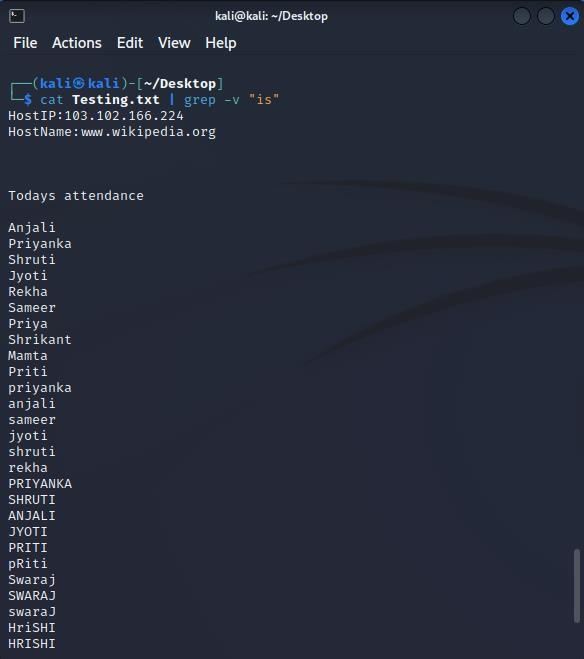 kali@kali: ~/Desktop
File Actions Edit View Help
┌──(kali㉿kali)-[~/Desktop]
└─$ cat Testing.txt | grep -v "is"
HostIP:103.102.166.224
HostName:www.wikipedia.org
Todays attendance
Anjali
Priyanka
Shruti
Jyoti
Rekha
Sameer
Priya
Shrikant
Mamta
Priti
priyanka
anjali
sameer
jyoti
shruti
rekha
PRIYANKA
SHRUTI
ANJALI
JYOTI
PRITI
pRiti
Swaraj
SWARAJ
swaraJ
HriSHI
HRISHI